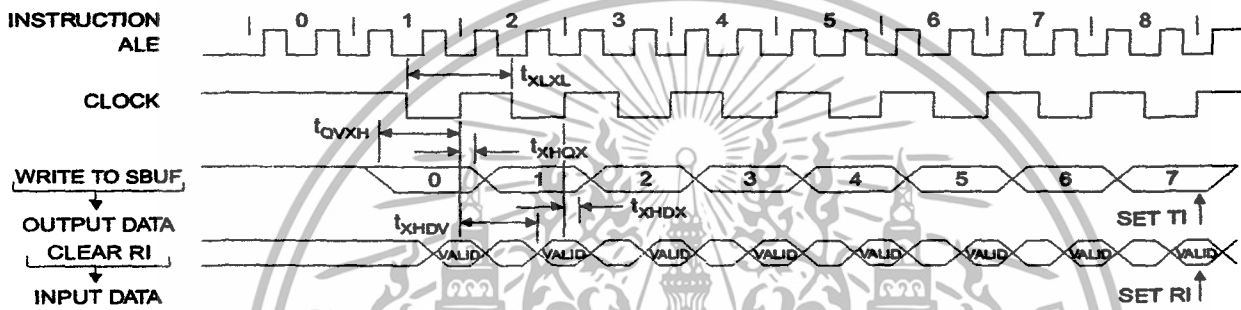 INSTRUCTION 0 1 2 3 4 5 6 7 8
ALE
tXLXL
CLOCK
tQVXH
tXHQX
WRITE TO SBUF 0 1 2 3 4 5 6 7
tXHDX
OUTPUT DATA
tXHDV
SET TI
CLEAR RI VALID VALID VALID VALID VALID VALID VALID VALID
INPUT DATA
SET RI